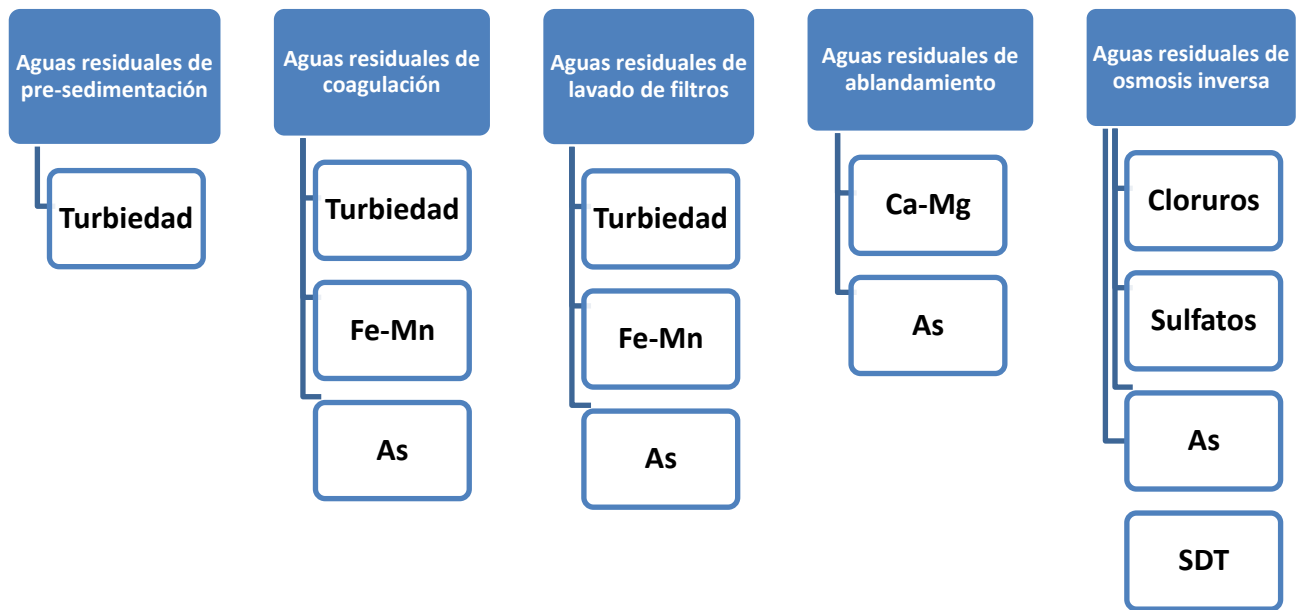 Aguas residuales de
pre-sedimentación
Turbiedad
Aguas residuales de
coagulación
Turbiedad
Fe-Mn
As
Aguas residuales de
lavado de filtros
Turbiedad
Fe-Mn
As
Aguas residuales de
ablandamiento
Ca-Mg
As
Aguas residuales de
osmosis inversa
Cloruros
Sulfatos
As
SDT